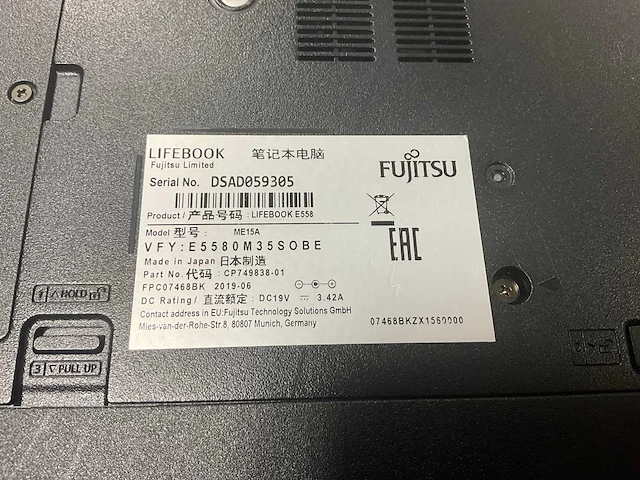 LIFEBOOK 笔记本电脑
Fujitsu Limited
FUJITSU
Serial No. DSAD059305
Product / 产品号码 : LIFEBOOK E558
Model 型号 : ME15A
VFY:E5580M35SOBE
EAC
Made in Japan 日本制造
Part No. 代码 : CP749838-01
FPC07468BK 2019-06
DC Rating / 直流额定 : DC19V 3.42A
Contact address in EU:Fujitsu Technology Solutions GmbH
Mies-van-der-Rohe-Str.8, 80807 Munich, Germany
07468BKZX1560000
1 HOLD
3 PULL UP